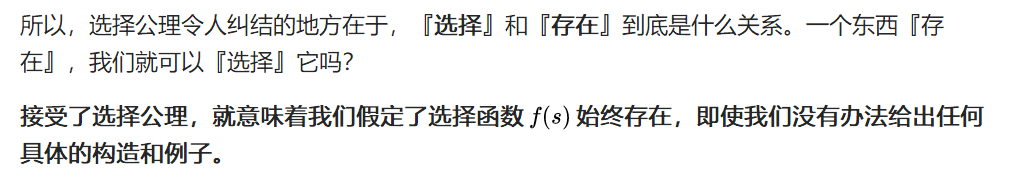 所以，选择公理令人纠结的地方在于，『选择』和『存在』到底是什么关系。一个东西『存
在』，我们就可以『选择』它吗？
接受了选择公理，就意味着我们假定了选择函数 f(s) 始终存在，即使我们没有办法给出任何
具体的构造和例子。